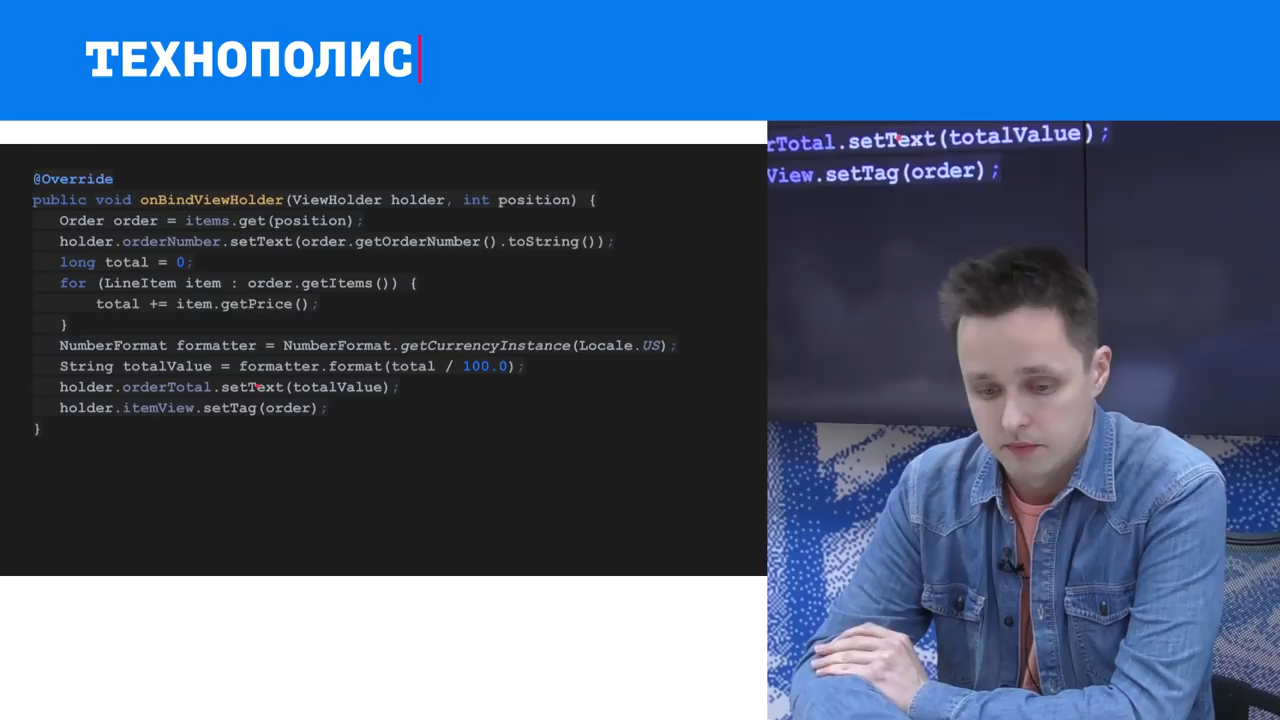 ТЕХНОПОЛИС
@Override
public void onBindViewHolder(ViewHolder holder, int position) {
Order order = items.get(position);
holder.orderNumber.setText(order.getOrderNumber().toString());
long total = 0;
for (LineItem item : order.getItems()) {
total += item.getPrice();
}
NumberFormat formatter = NumberFormat.getCurrencyInstance(Locale.US);
String totalValue = formatter.format(total / 100.0);
holder.orderTotal.setText(totalValue);
holder.itemView.setTag(order);
}
rTotal.setText(totalValue);
View.setTag(order);